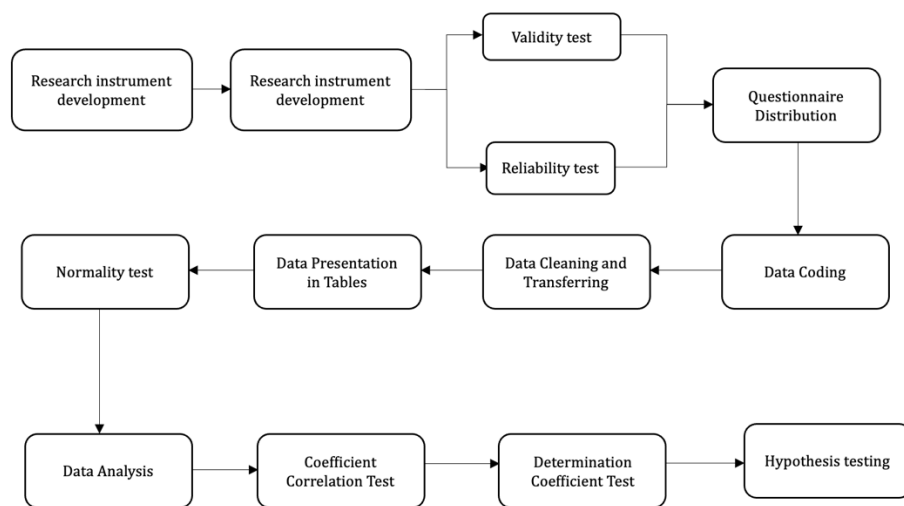 Research instrument
development
Research instrument
development
Validity test
Reliability test
Questionnaire
Distribution
Data Coding
Data Cleaning and
Transferring
Data Presentation
in Tables
Normality test
Data Analysis
Coefficient
Correlation Test
Determination
Coefficient Test
Hypothesis testing